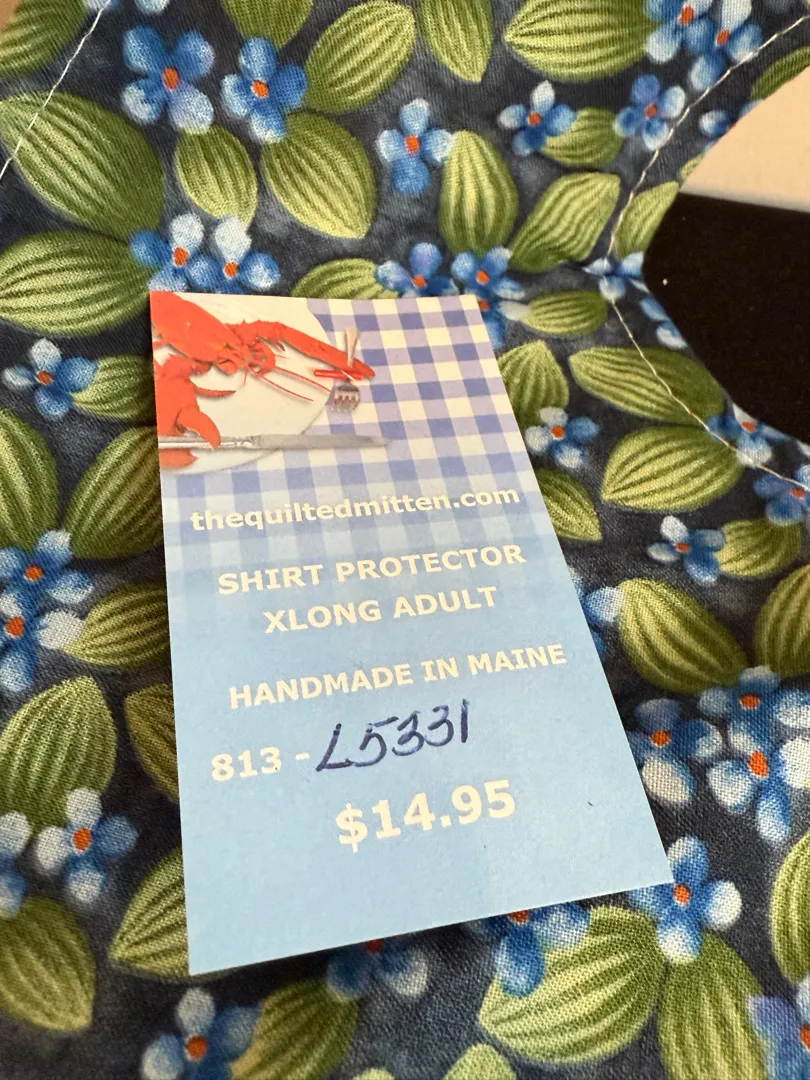 thequiltedmitten.com
SHIRT PROTECTOR
XLONG ADULT
HANDMADE IN MAINE
813 - L5331
$14.95